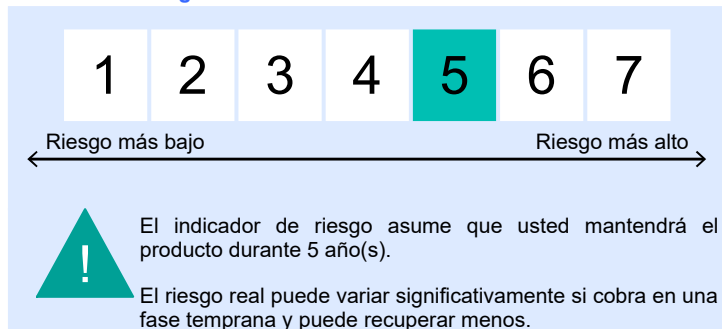 1 2 3 4 5 6 7
Riesgo más bajo Riesgo más alto
!
El indicador de riesgo asume que usted mantendrá el
producto durante 5 año(s).
El riesgo real puede variar significativamente si cobra en una
fase temprana y puede recuperar menos.